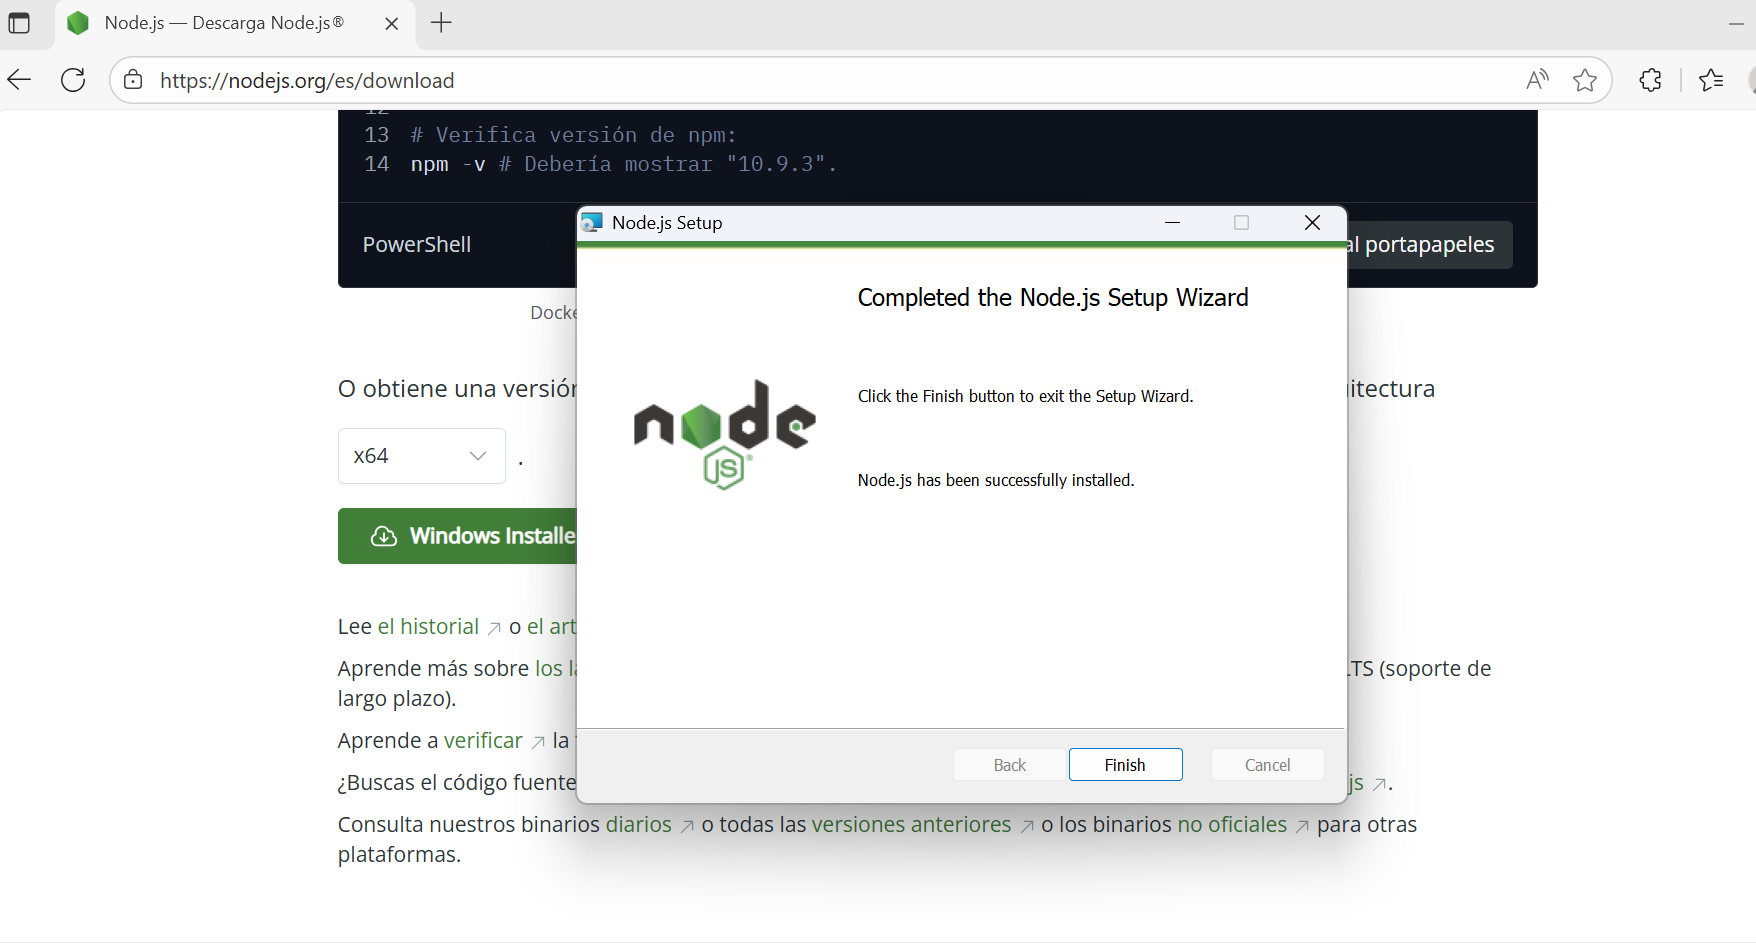 Node.js — Descarga Node.js®
https://nodejs.org/es/download
13 # Verifica versión de npm:
14 npm -v # Debería mostrar "10.9.3".
PowerShell
al portapapeles
Node.js Setup
Completed the Node.js Setup Wizard
Click the Finish button to exit the Setup Wizard.
node
JS
Node.js has been successfully installed.
O obtiene una versión
x64 .
Windows Installe
Lee el historial o el art
Aprende más sobre los LTS (soporte de
largo plazo).
Aprende a verificar la
¿Buscas el código fuente js .
Back Finish Cancel
Consulta nuestros binarios diarios o todas las versiones anteriores o los binarios no oficiales para otras
plataformas.